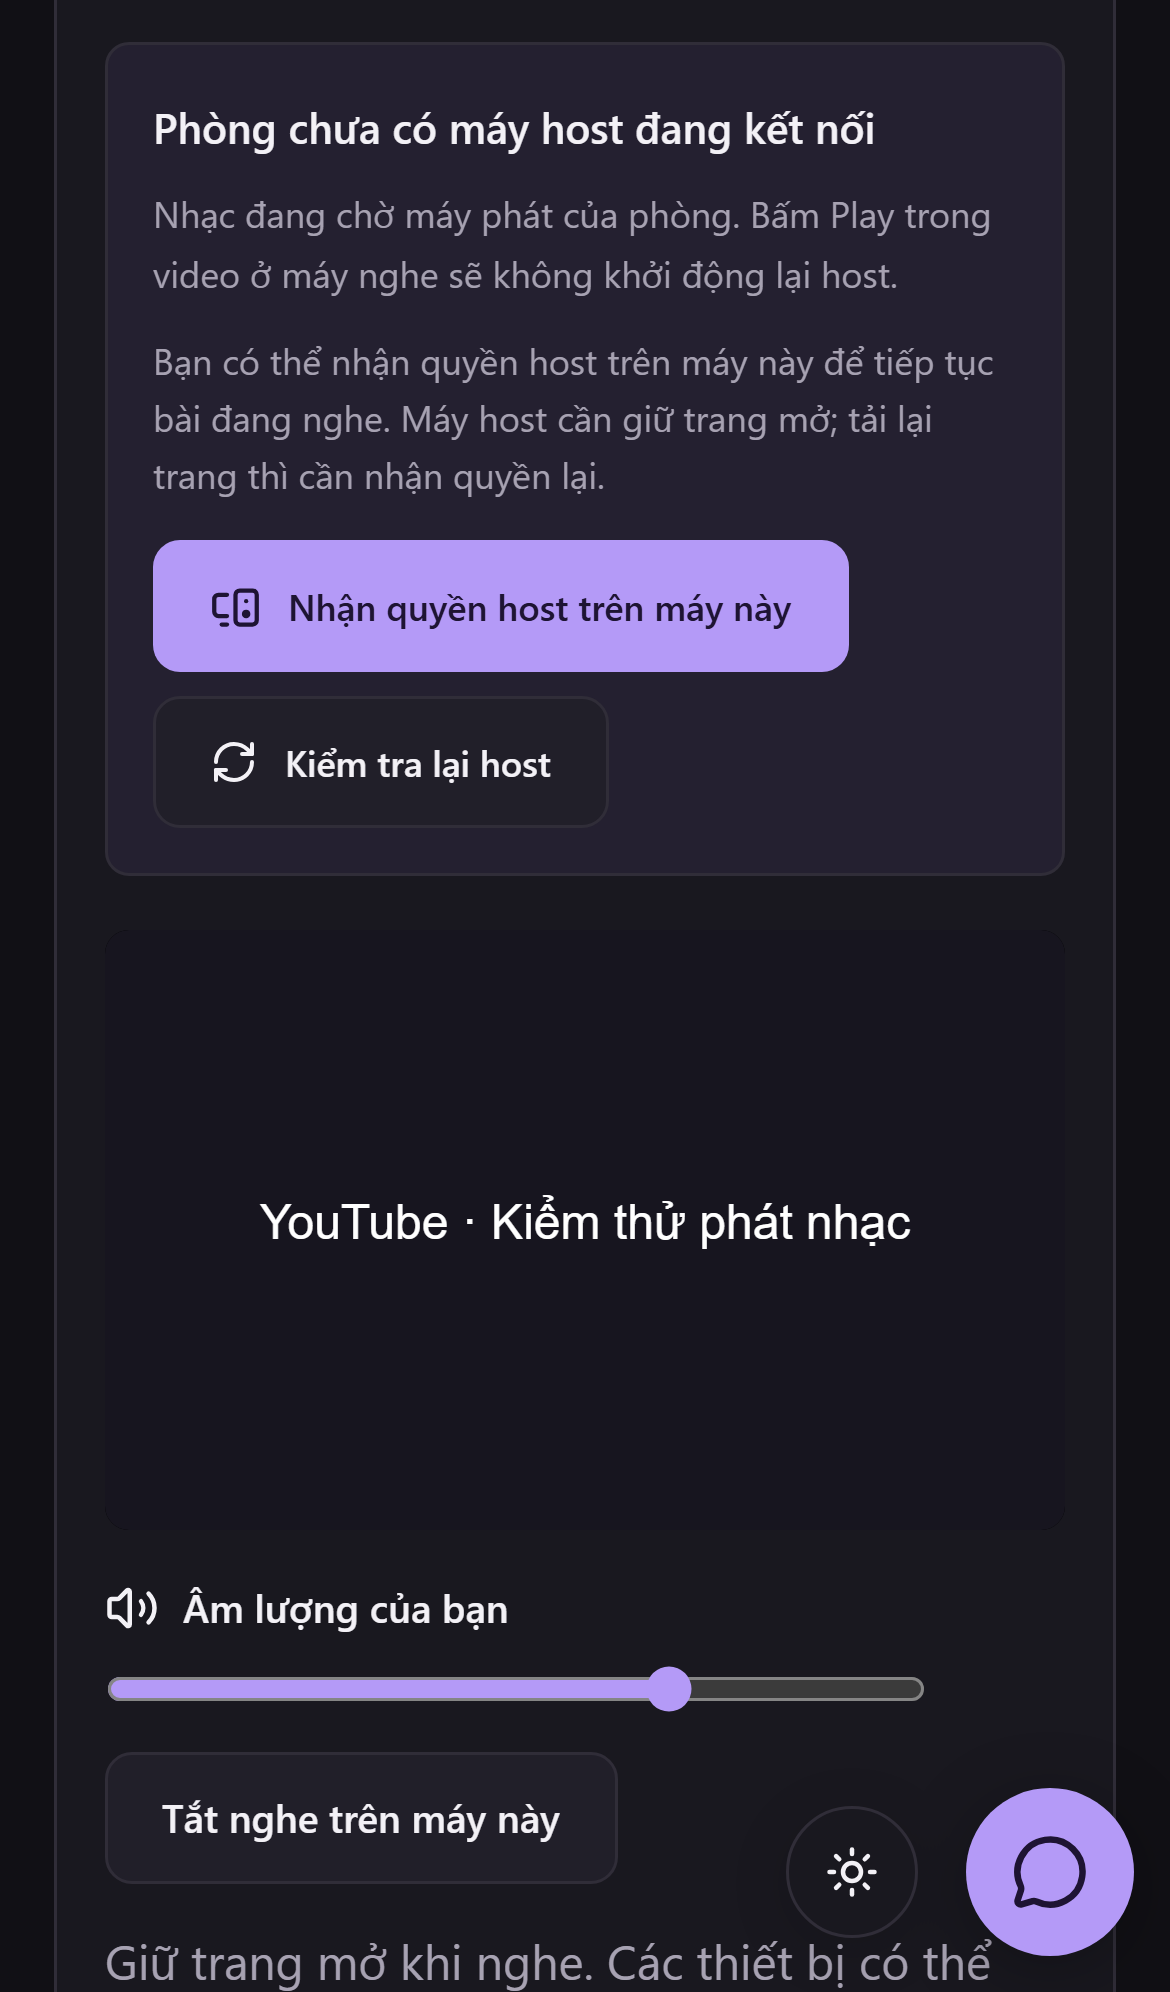 Phòng chưa có máy host đang kết nối
Nhạc đang chờ máy phát của phòng. Bấm Play trong
video ở máy nghe sẽ không khởi động lại host.
Bạn có thể nhận quyền host trên máy này để tiếp tục
bài đang nghe. Máy host cần giữ trang mở; tải lại
trang thì cần nhận quyền lại.
Nhận quyền host trên máy này
Kiểm tra lại host
YouTube · Kiểm thử phát nhạc
Âm lượng của bạn
Tắt nghe trên máy này
Giữ trang mở khi nghe. Các thiết bị có thể